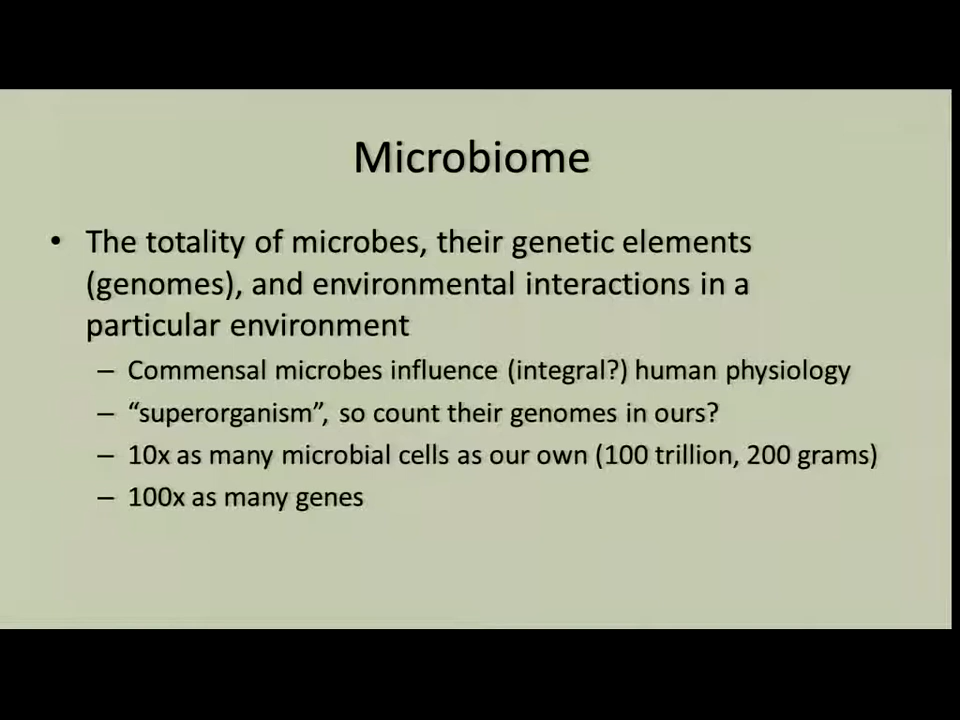 Microbiome
• The totality of microbes, their genetic elements
(genomes), and environmental interactions in a
particular environment
– Commensal microbes influence (integral?) human physiology
– “superorganism”, so count their genomes in ours?
– 10x as many microbial cells as our own (100 trillion, 200 grams)
– 100x as many genes